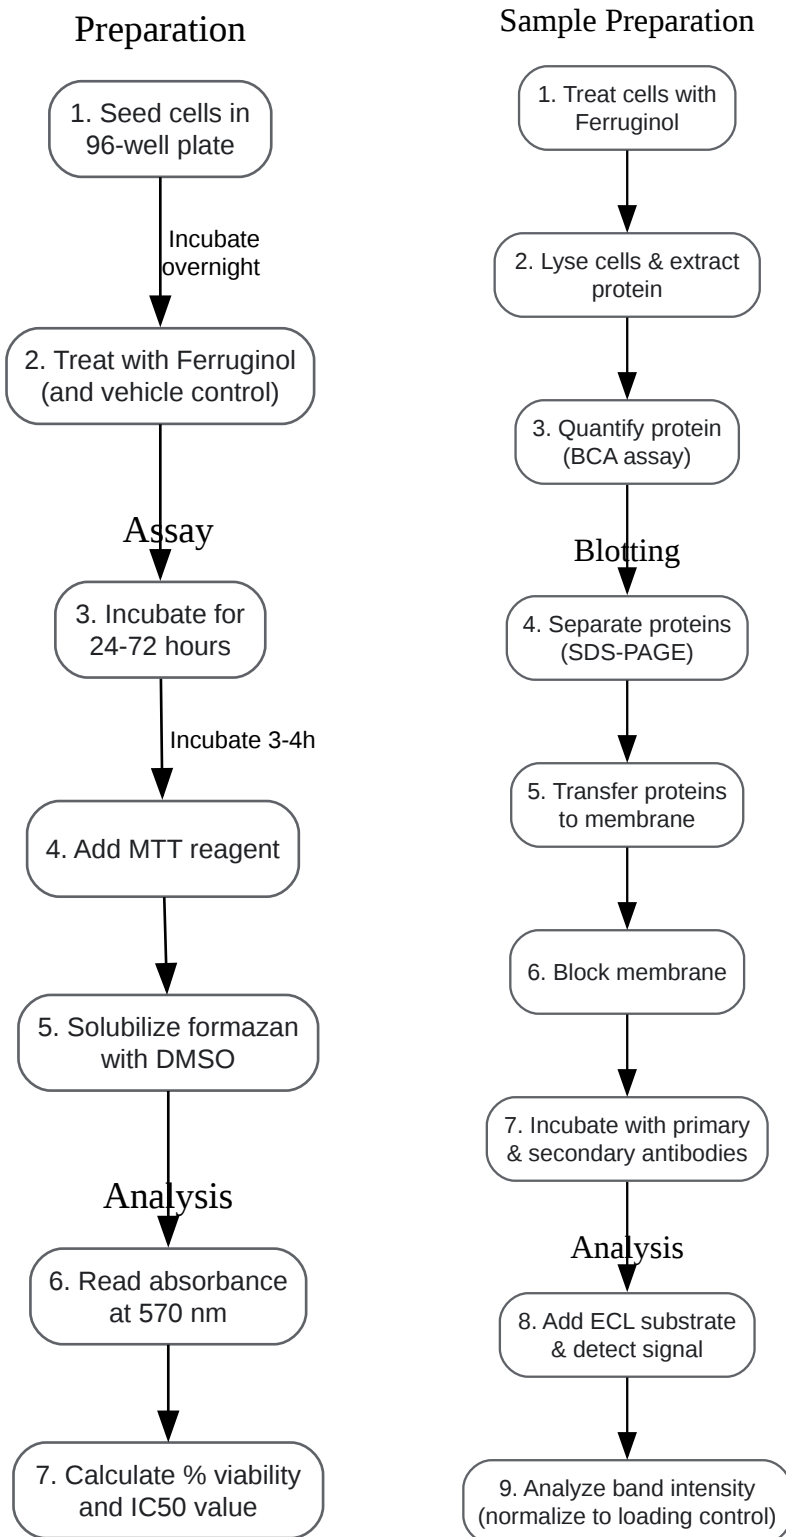 Preparation
1. Seed cells in
96-well plate
Incubate
overnight
2. Treat with Ferruginol
(and vehicle control)
Assay
3. Incubate for
24-72 hours
Incubate 3-4h
4. Add MTT reagent
5. Solubilize formazan
with DMSO
Analysis
6. Read absorbance
at 570 nm
7. Calculate % viability
and IC50 value
Sample Preparation
1. Treat cells with
Ferruginol
2. Lyse cells & extract
protein
3. Quantify protein
(BCA assay)
Blotting
4. Separate proteins
(SDS-PAGE)
5. Transfer proteins
to membrane
6. Block membrane
7. Incubate with primary
& secondary antibodies
Analysis
8. Add ECL substrate
& detect signal
9. Analyze band intensity
(normalize to loading control)